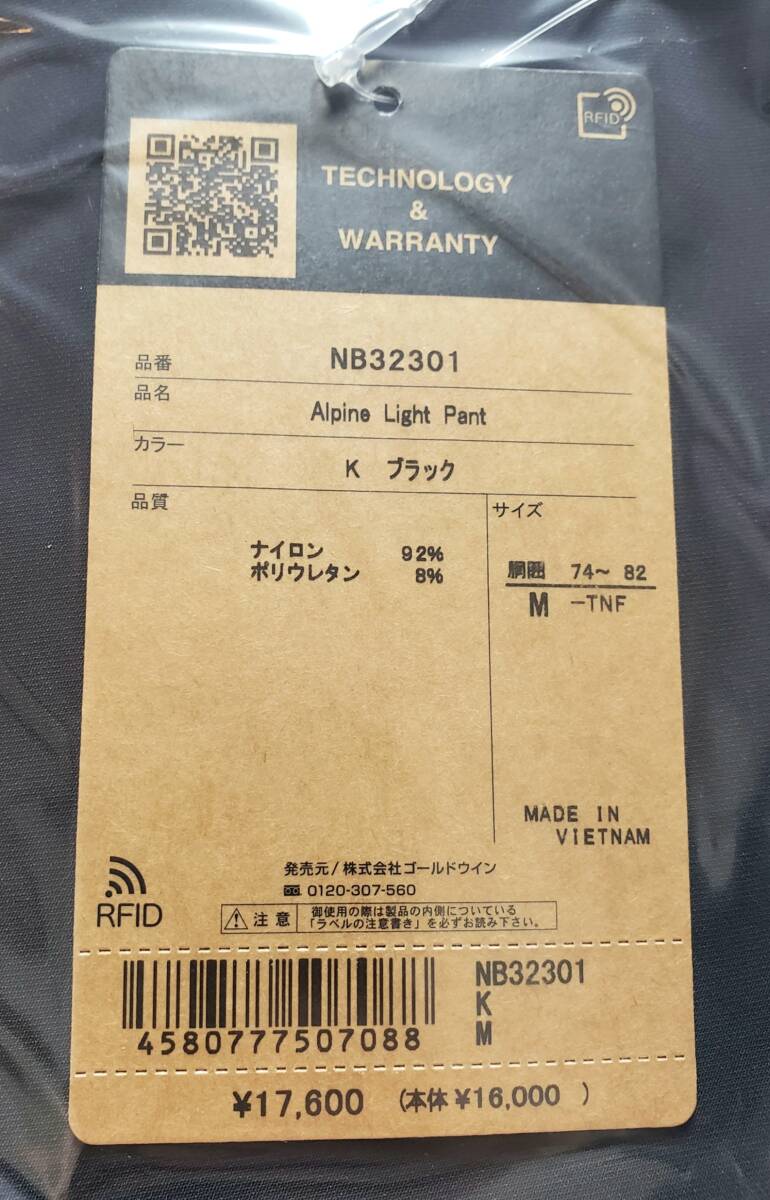 RFID
TECHNOLOGY
&
WARRANTY
品番 NB32301
品名
Alpine Light Pant
カラー
K ブラック
品質
サイズ
ナイロン 92%
ポリウレタン 8%
胴囲 74～ 82
M -TNF
MADE IN
VIETNAM
発売元/株式会社ゴールドウイン
0120-307-560
RFID
注意
御使用の際は製品の内側についている
「ラベルの注意書き」を必ずお読み下さい。
4580777507088
NB32301
K
M
¥17,600 (本体 ¥16,000 )